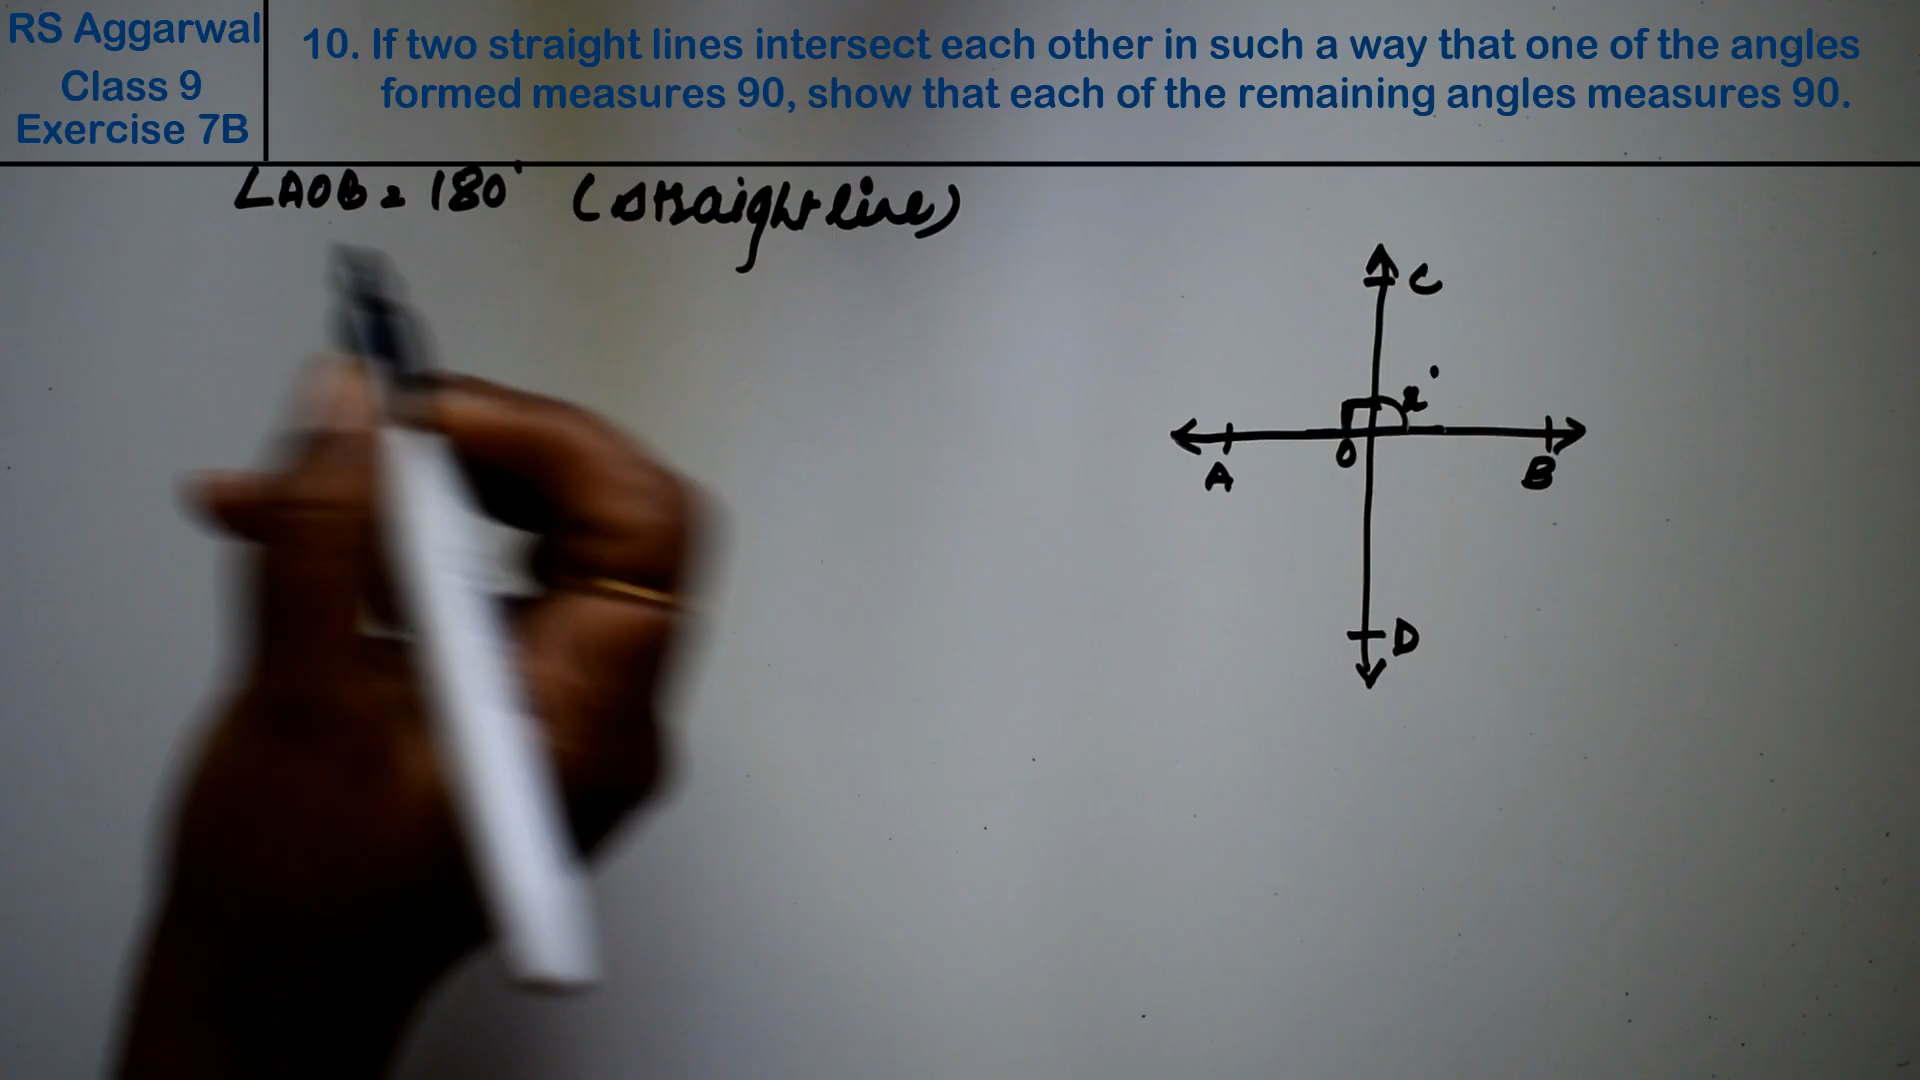 RS Aggarwal
Class 9
Exercise 7B
10. If two straight lines intersect each other in such a way that one of the angles
formed measures 90, show that each of the remaining angles measures 90.
∠AOB = 180° (straight line)
C
x°
A
O
B
D